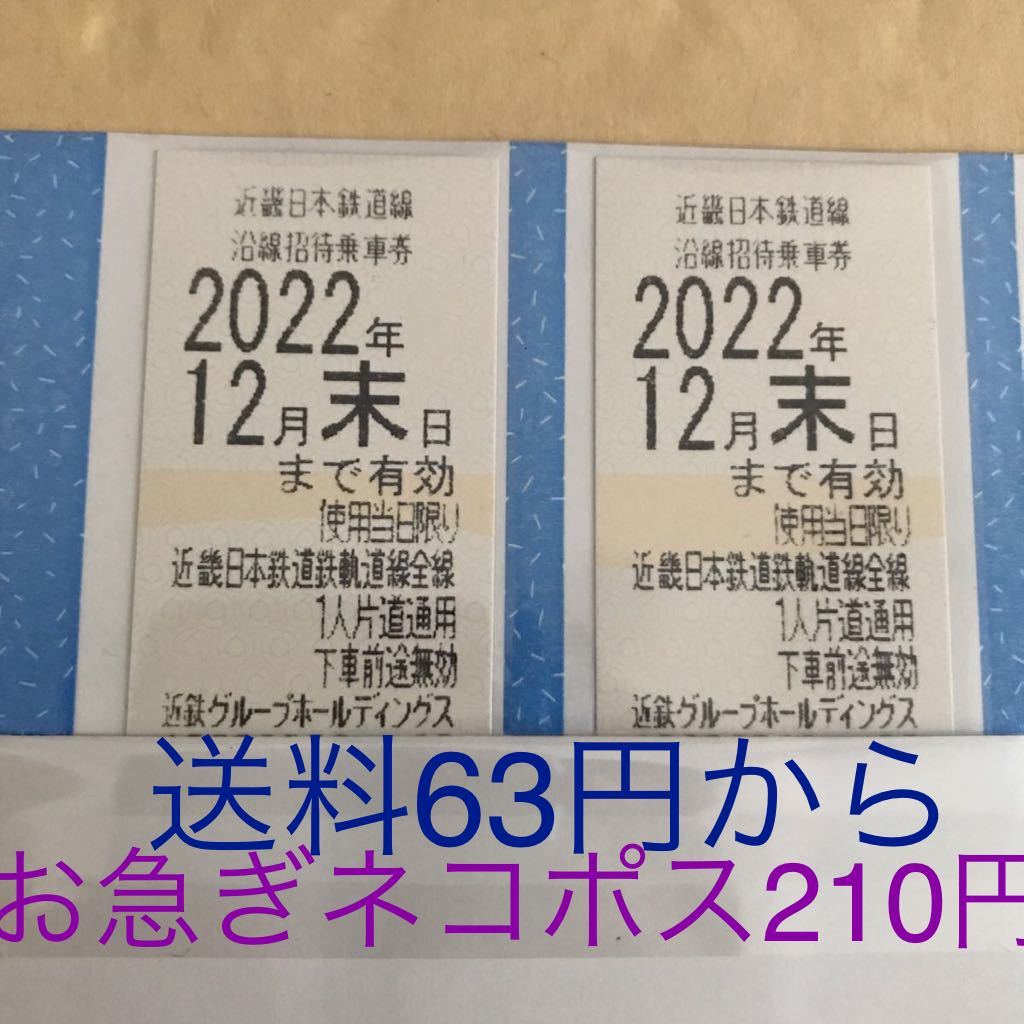 近畿日本鉄道線
沿線招待乗車券
2022年
12月末日
まで有効
使用当日限り
近畿日本鉄道鉄軌道線全線
1人片道通用
下車前途無効
近鉄グループホールディングス
近畿日本鉄道線
沿線招待乗車券
2022年
12月末日
まで有効
使用当日限り
近畿日本鉄道鉄軌道線全線
1人片道通用
下車前途無効
近鉄グループホールディングス
送料63円から
お急ぎネコポス210円